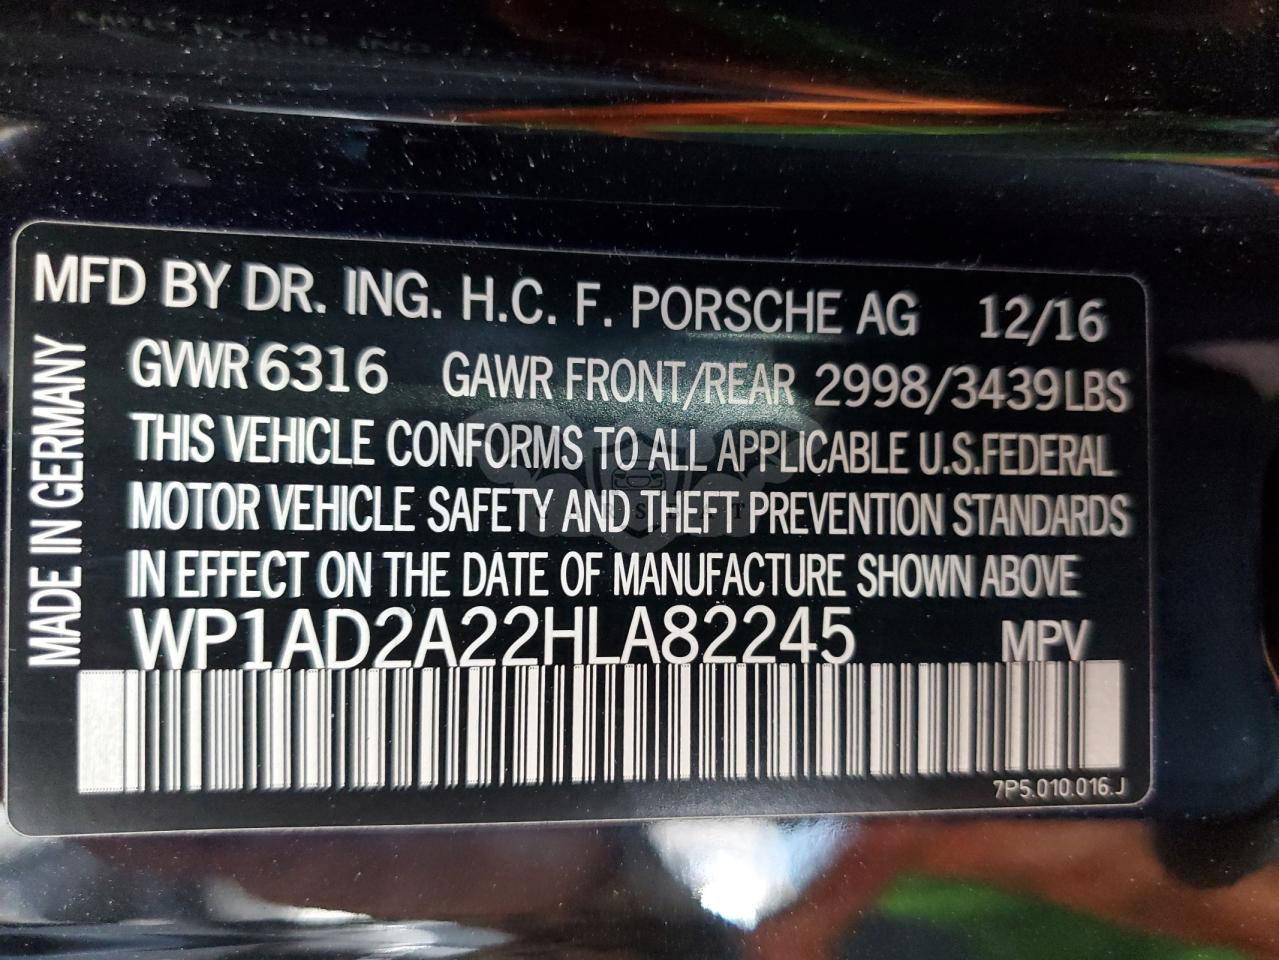 MFD BY DR. ING. H.C. F. PORSCHE AG 12/16
GVWR 6316 GAWR FRONT/REAR 2998/3439 LBS
THIS VEHICLE CONFORMS TO ALL APPLICABLE U.S.FEDERAL
MOTOR VEHICLE SAFETY AND THEFT PREVENTION STANDARDS
IN EFFECT ON THE DATE OF MANUFACTURE SHOWN ABOVE
WP1AD2A22HLA82245 MPV
7P5.010.016.J
MADE IN GERMANY